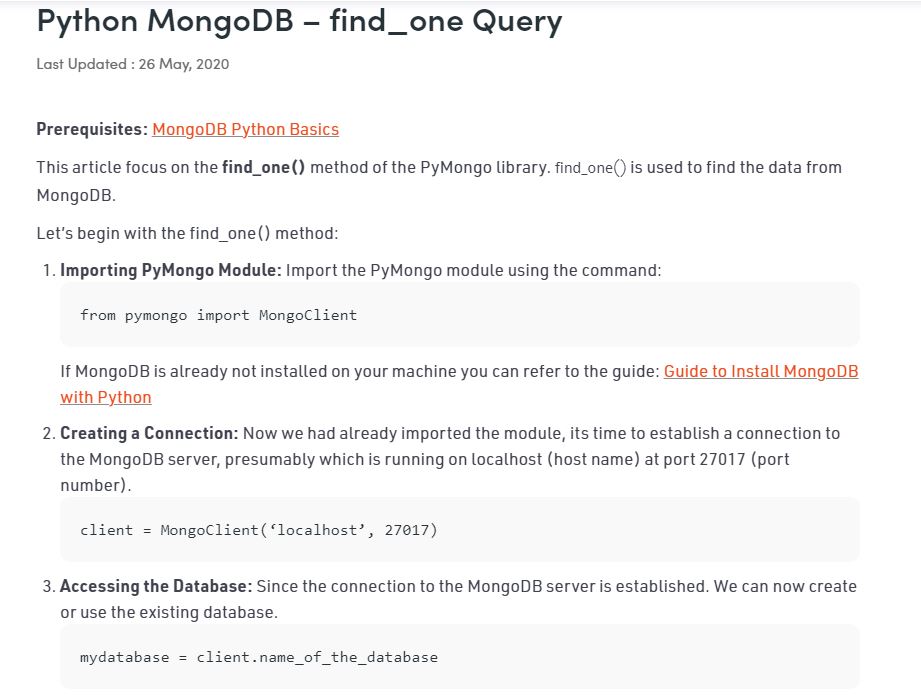 Python MongoDB – find_one Query
Last Updated : 26 May, 2020
Prerequisites: MongoDB Python Basics
This article focus on the find_one() method of the PyMongo library. find_one() is used to find the data from
MongoDB.
Let's begin with the find_one() method:
1. Importing PyMongo Module: Import the PyMongo module using the command:
from pymongo import MongoClient
If MongoDB is already not installed on your machine you can refer to the guide: Guide to Install MongoDB
with Python
2. Creating a Connection: Now we had already imported the module, its time to establish a connection to
the MongoDB server, presumably which is running on localhost (host name) at port 27017 (port
number).
client = MongoClient(‘localhost’, 27017)
3. Accessing the Database: Since the connection to the MongoDB server is established. We can now create
or use the existing database.
mydatabase = client.name_of_the_database